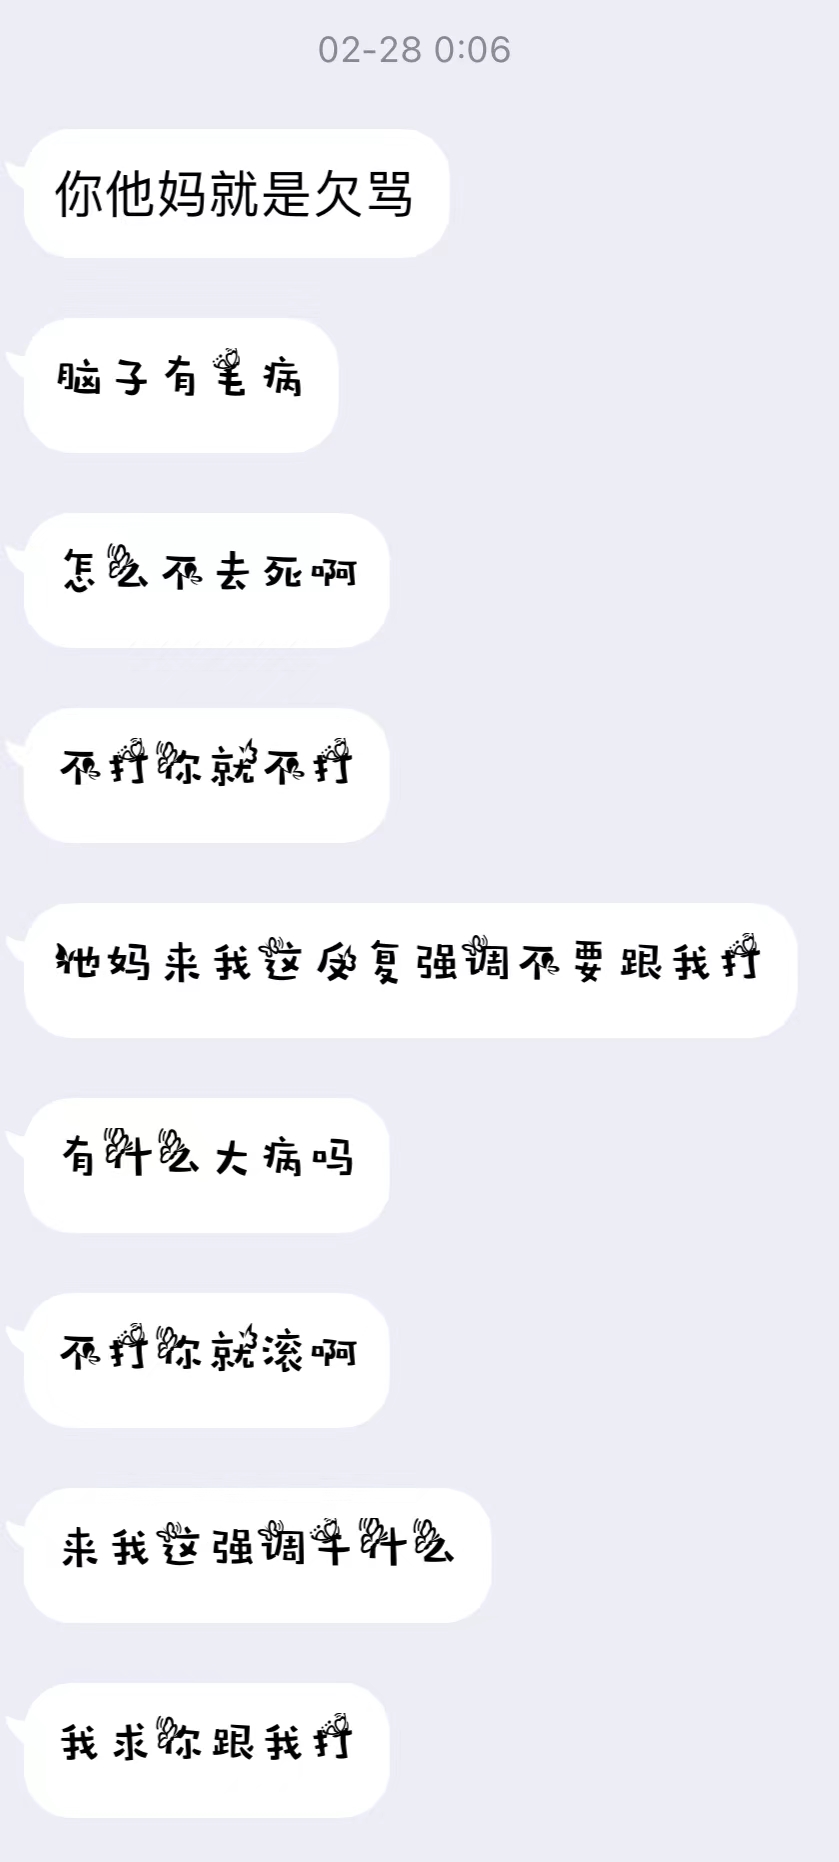 02-28 0:06
你他妈就是欠骂
脑子有毛病
怎么不去死啊
不打你就不打
他妈来我这反复强调不要跟我打
有什么大病吗
不打你就滚啊
来我这强调干什么
我求你跟我打